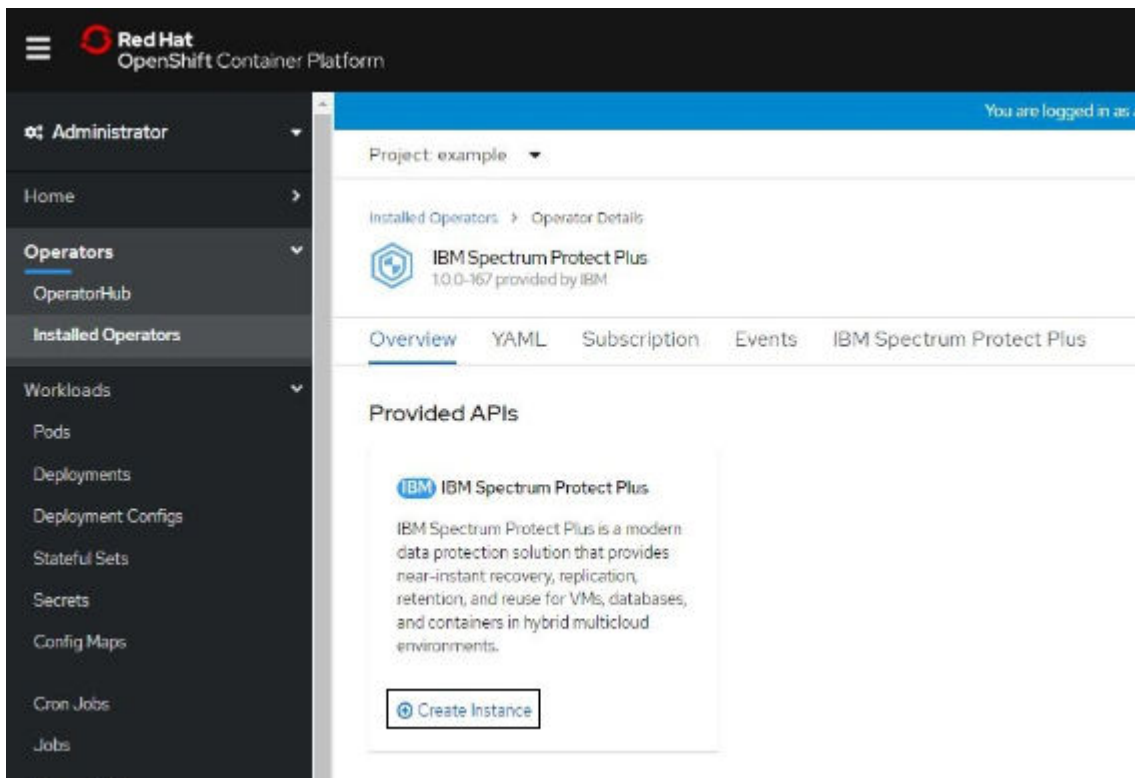 Red Hat
OpenShift Container Platform
Administrator
Home
Operators
OperatorHub
Installed Operators
Workloads
Pods
Deployments
Deployment Configs
Stateful Sets
Secrets
Config Maps
Cron Jobs
Jobs
You are logged in as
Project: example
Installed Operators > Operator Details
IBM Spectrum Protect Plus
1.0.0-167 provided by IBM
Overview YAML Subscription Events IBM Spectrum Protect Plus
Provided APIs
IBM IBM Spectrum Protect Plus
IBM Spectrum Protect Plus is a modern
data protection solution that provides
near-instant recovery, replication,
retention, and reuse for VMs, databases,
and containers in hybrid multicloud
environments.
Create Instance